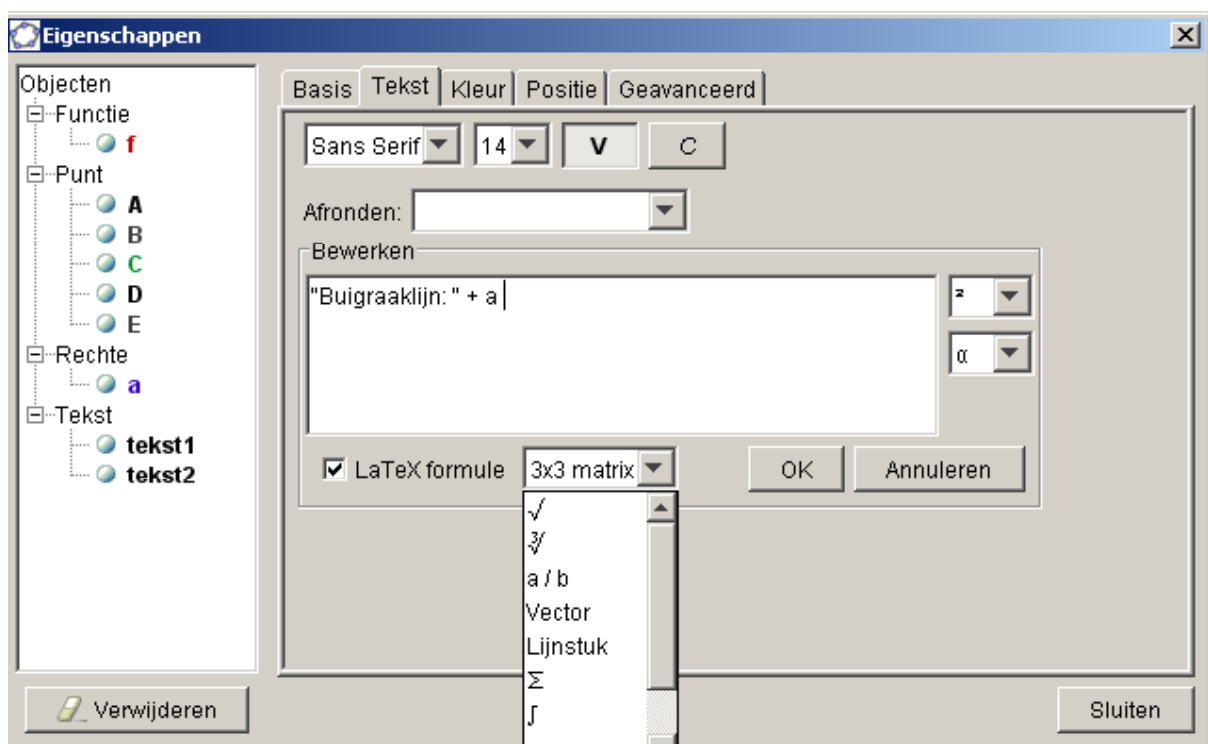 Eigenschappen
Objecten
Functie
f
Punt
A
B
C
D
E
Rechte
a
Tekst
tekst1
tekst2
Verwijderen
Basis Tekst Kleur Positie Geavanceerd
Sans Serif 14 V C
Afronden:
Bewerken
"Buigraaklijn: " + a
²
α
LaTeX formule 3x3 matrix OK Annuleren
√
∛
a / b
Vector
Lijnstuk
Σ
∫
Sluiten